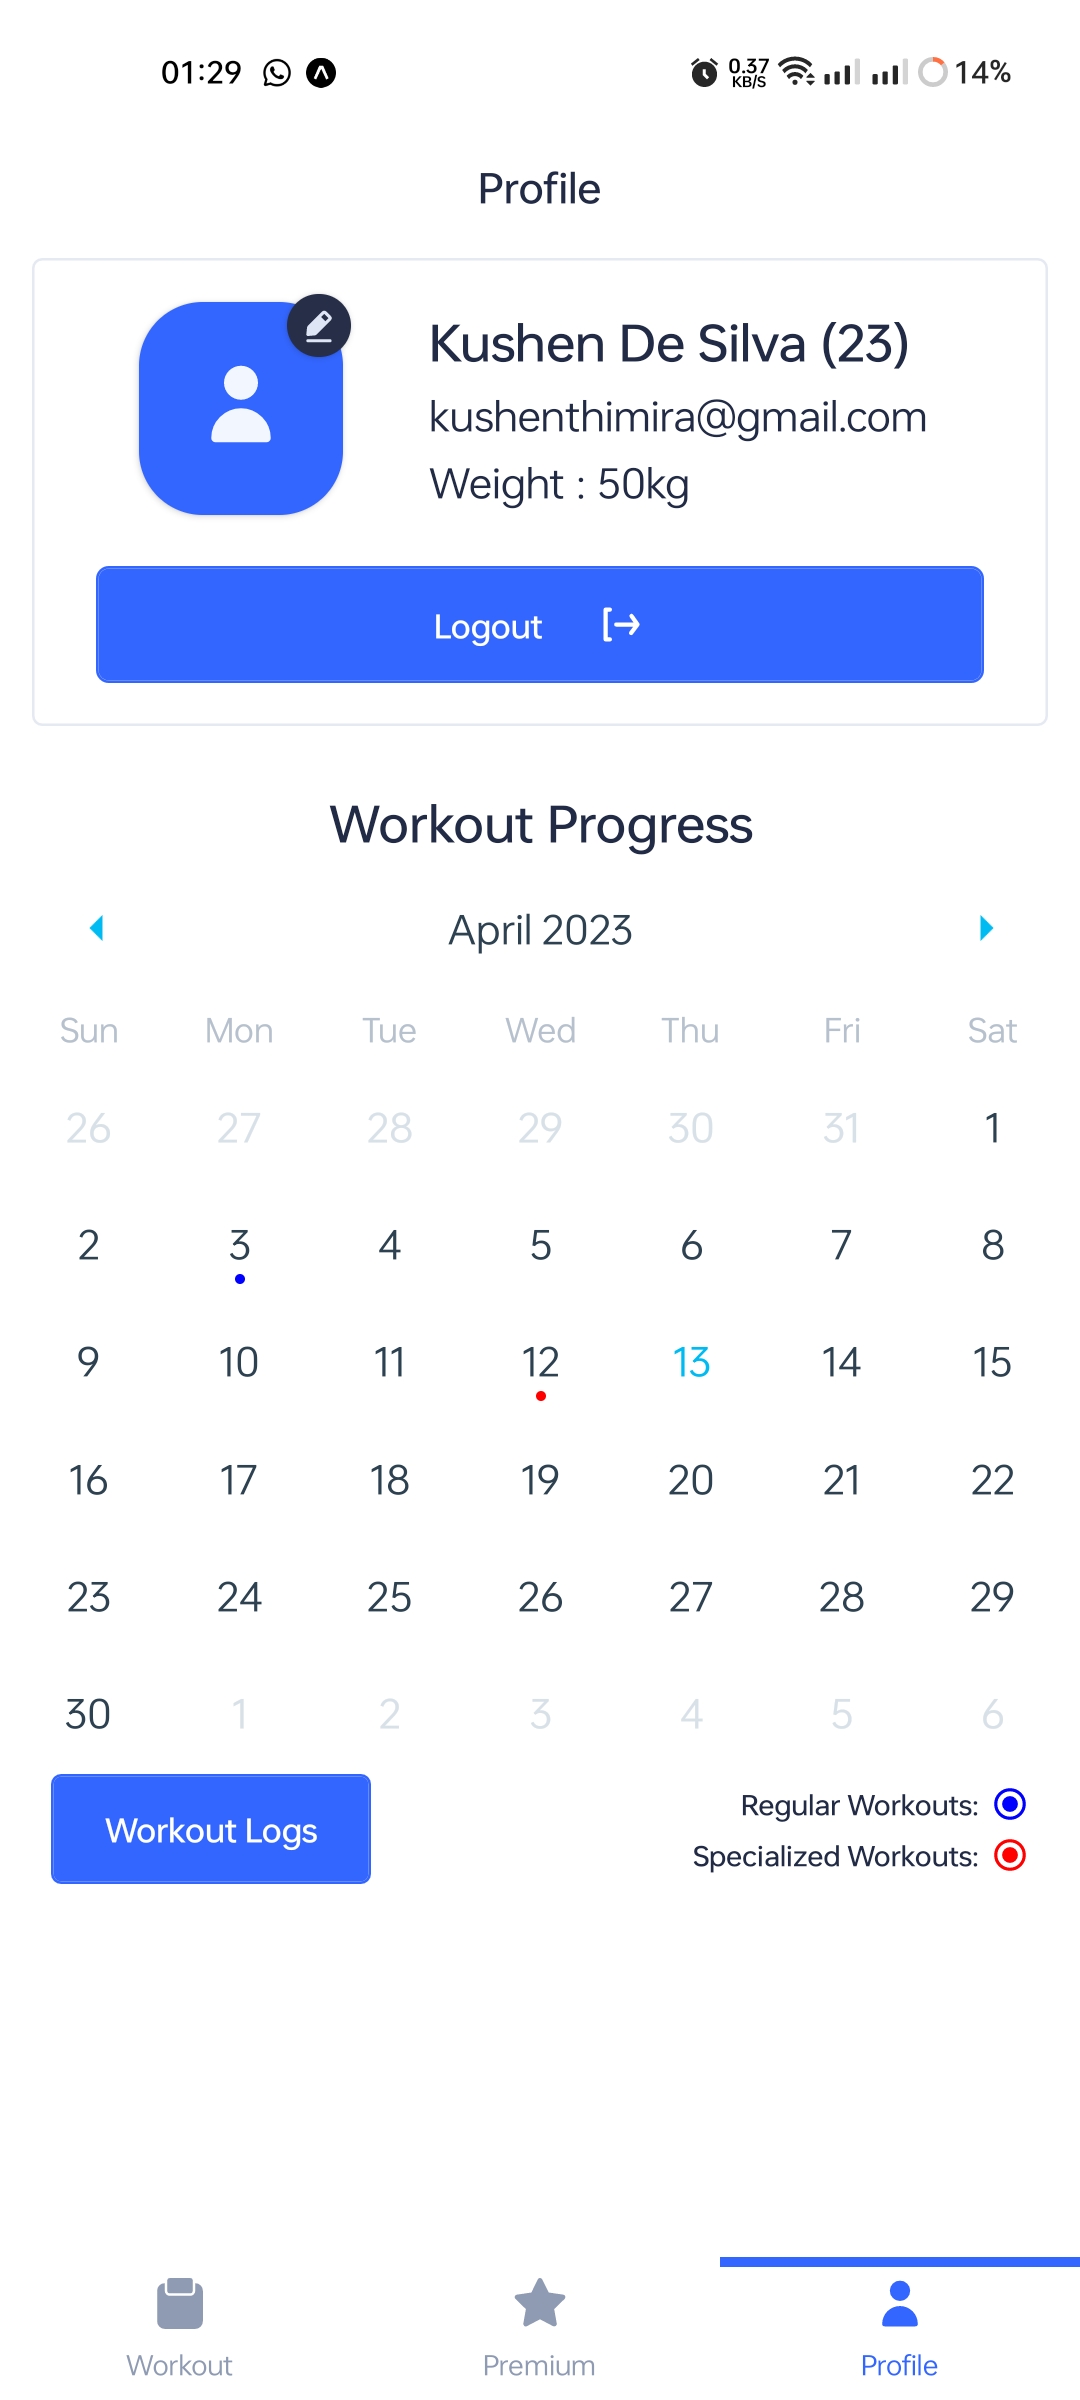 01:29 0.37 KB/S 14%
Profile
Kushen De Silva (23)
kushenthimira@gmail.com
Weight : 50kg
Logout
Workout Progress
April 2023
Sun Mon Tue Wed Thu Fri Sat
26 27 28 29 30 31 1
2 3 4 5 6 7 8
9 10 11 12 13 14 15
16 17 18 19 20 21 22
23 24 25 26 27 28 29
30 1 2 3 4 5 6
Workout Logs
Regular Workouts:
Specialized Workouts:
Workout Premium Profile